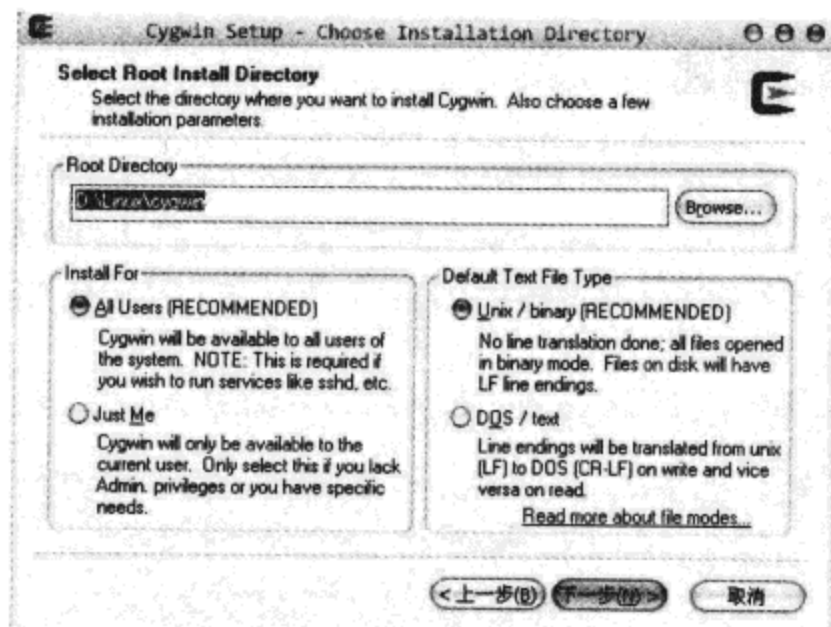 Cygwin Setup - Choose Installation Directory
Select Root Install Directory
Select the directory where you want to install Cygwin. Also choose a few
installation parameters.
Root Directory
D:\Linux\cygwin
Browse...
Install For
All Users (RECOMMENDED)
Cygwin will be available to all users of
the system. NOTE: This is required if
you wish to run services like sshd, etc.
Just Me
Cygwin will only be available to the
current user. Only select this if you lack
Admin. privileges or you have specific
needs.
Default Text File Type
Unix / binary (RECOMMENDED)
No line translation done; all files opened
in binary mode. Files on disk will have
LF line endings.
DOS / text
Line endings will be translated from unix
(LF) to DOS (CR-LF) on write and vice
versa on read.
Read more about file modes...
<上一步(B)
下一步(N) >
取消